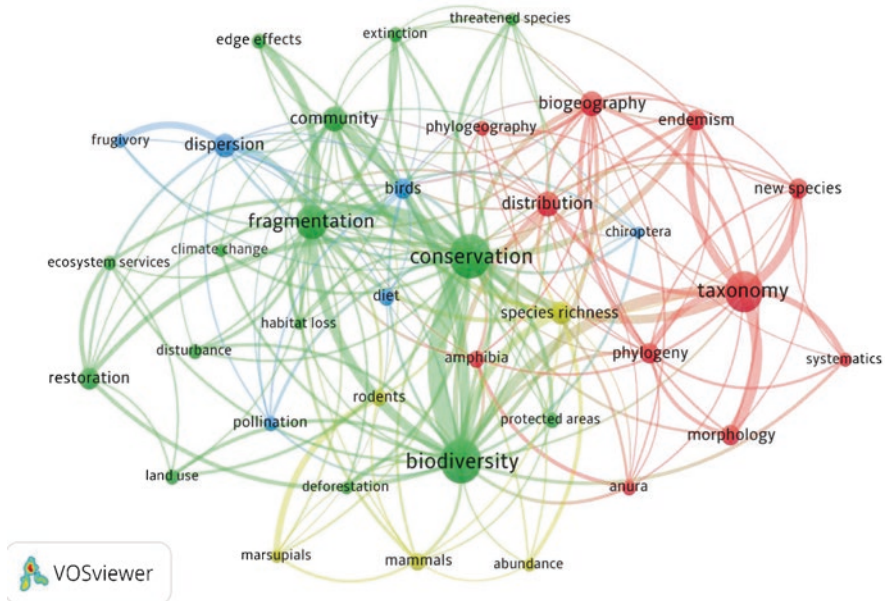 threatened species
extinction
edge effects
biogeography
community
endemism
phylogeography
frugivory
dispersion
birds
new species
distribution
fragmentation
chiroptera
climate change
conservation
ecosystem services
taxonomy
diet
species richness
habitat loss
disturbance
amphibia
phylogeny
systematics
restoration
rodents
protected areas
pollination
morphology
biodiversity
land use
deforestation
anura
marsupials
mammals
abundance
VOSviewer